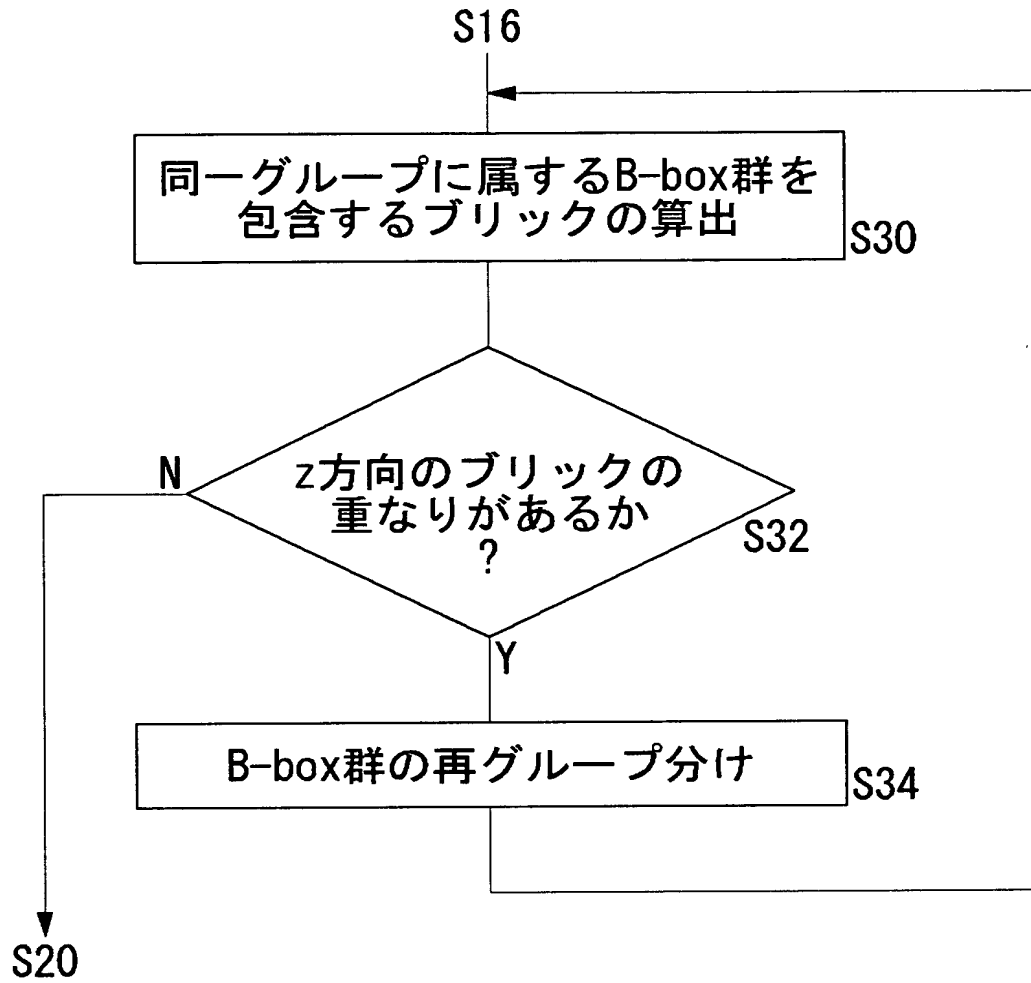 S16
同一グループに属するB-box群を
包含するブリックの算出
S30
N
z方向のブリックの
重なりがあるか
?
S32
Y
B-box群の再グループ分け
S34
S20